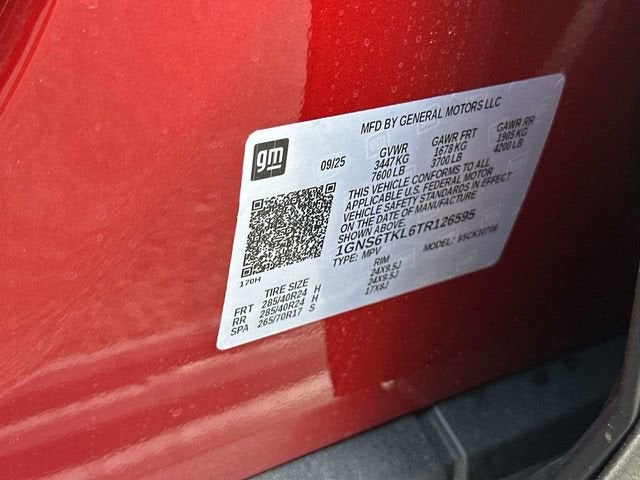 gm
MFD BY GENERAL MOTORS LLC
09/25 GVWR GAWR FRT GAWR RR
3447 KG 1678 KG 1905 KG
7600 LB 3700 LB 4200 LB
THIS VEHICLE CONFORMS TO ALL
APPLICABLE U.S. FEDERAL MOTOR
VEHICLE SAFETY STANDARDS IN EFFECT
ON THE DATE OF MANUFACTURE
SHOWN ABOVE.
1GNS6TKL6TR126595
TYPE: MPV MODEL: 8SCK10706
170H
TIRE SIZE RIM
FRT 285/40R24 H 24X9.5J
RR 285/40R24 H 24X9.5J
SPA 265/70R17 S 17X8J